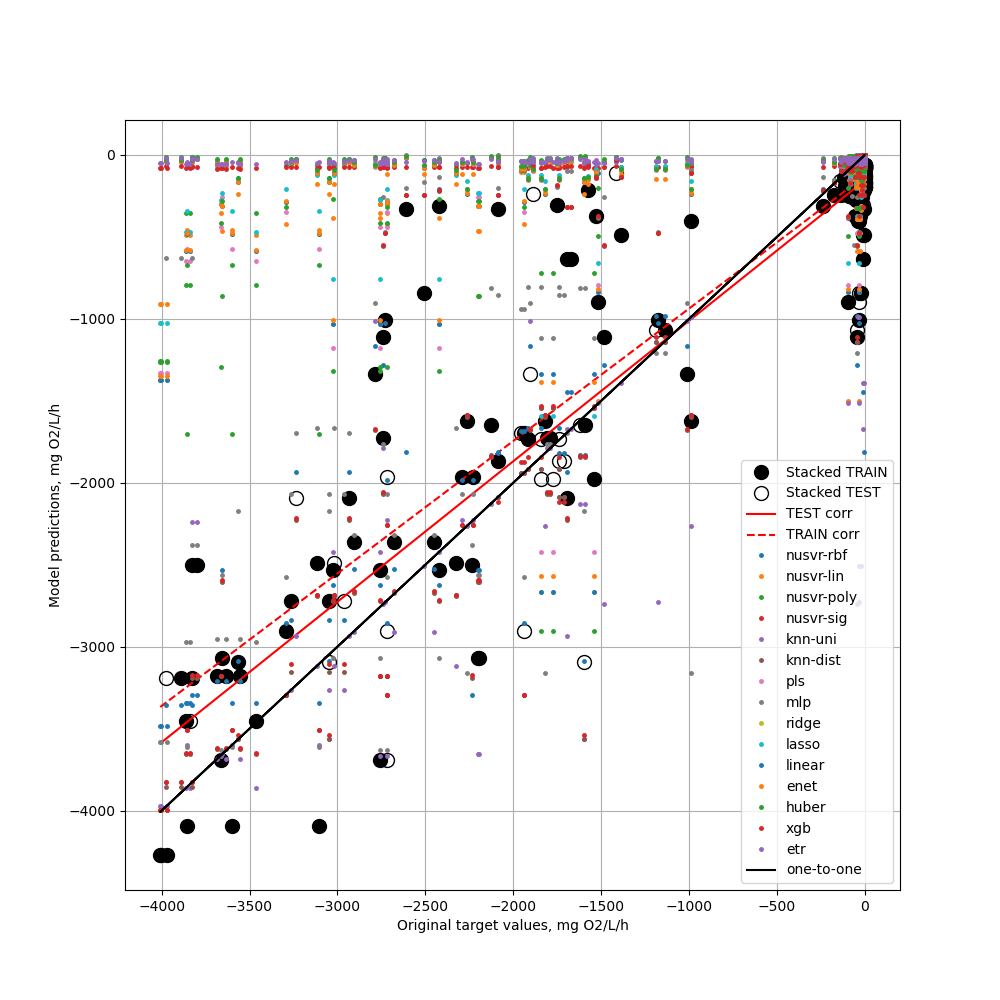 0
−1000
−2000
−3000
−4000
Model predictions, mg O2/L/h
−4000 −3500 −3000 −2500 −2000 −1500 −1000 −500 0
Original target values, mg O2/L/h
Stacked TRAIN
Stacked TEST
TEST corr
TRAIN corr
nusvr-rbf
nusvr-lin
nusvr-poly
nusvr-sig
knn-uni
knn-dist
pls
mlp
ridge
lasso
linear
enet
huber
xgb
etr
one-to-one